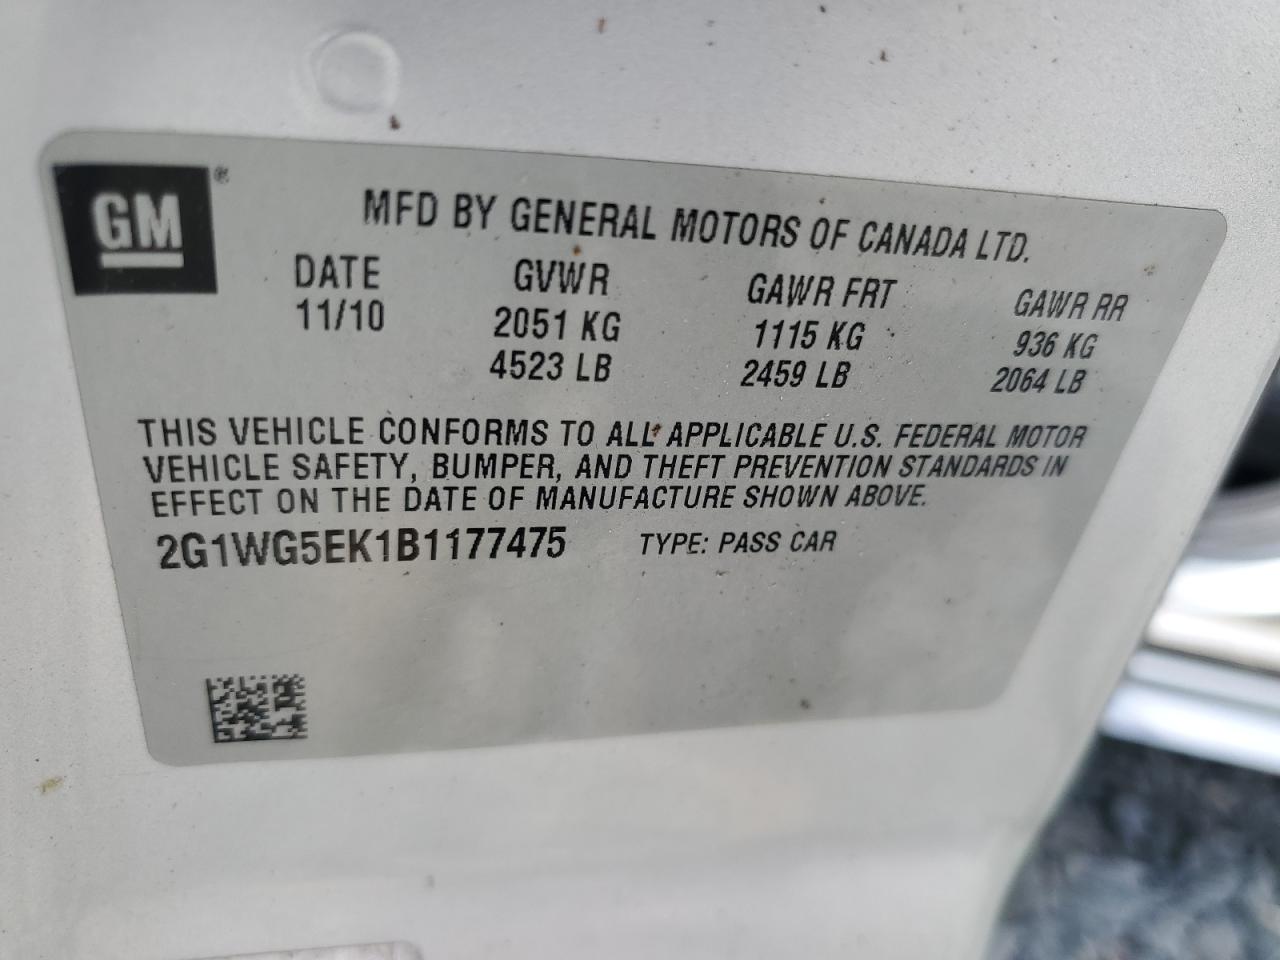 GM®
MFD BY GENERAL MOTORS OF CANADA LTD.
DATE GVWR GAWR FRT GAWR RR
11/10 2051 KG 1115 KG 936 KG
4523 LB 2459 LB 2064 LB
THIS VEHICLE CONFORMS TO ALL APPLICABLE U.S. FEDERAL MOTOR
VEHICLE SAFETY, BUMPER, AND THEFT PREVENTION STANDARDS IN
EFFECT ON THE DATE OF MANUFACTURE SHOWN ABOVE.
2G1WG5EK1B1177475 TYPE: PASS CAR